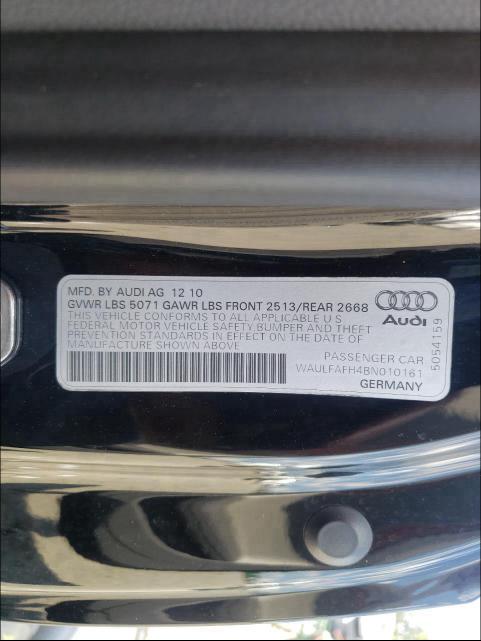 MFD. BY AUDI AG 12 10
GVWR LBS 5071 GAWR LBS FRONT 2513/REAR 2668
THIS VEHICLE CONFORMS TO ALL APPLICABLE U S
FEDERAL MOTOR VEHICLE SAFETY, BUMPER AND THEFT
PREVENTION STANDARDS IN EFFECT ON THE DATE OF
MANUFACTURE SHOWN ABOVE
Audi
PASSENGER CAR
WAULFAFH4BN010161
GERMANY
5054159